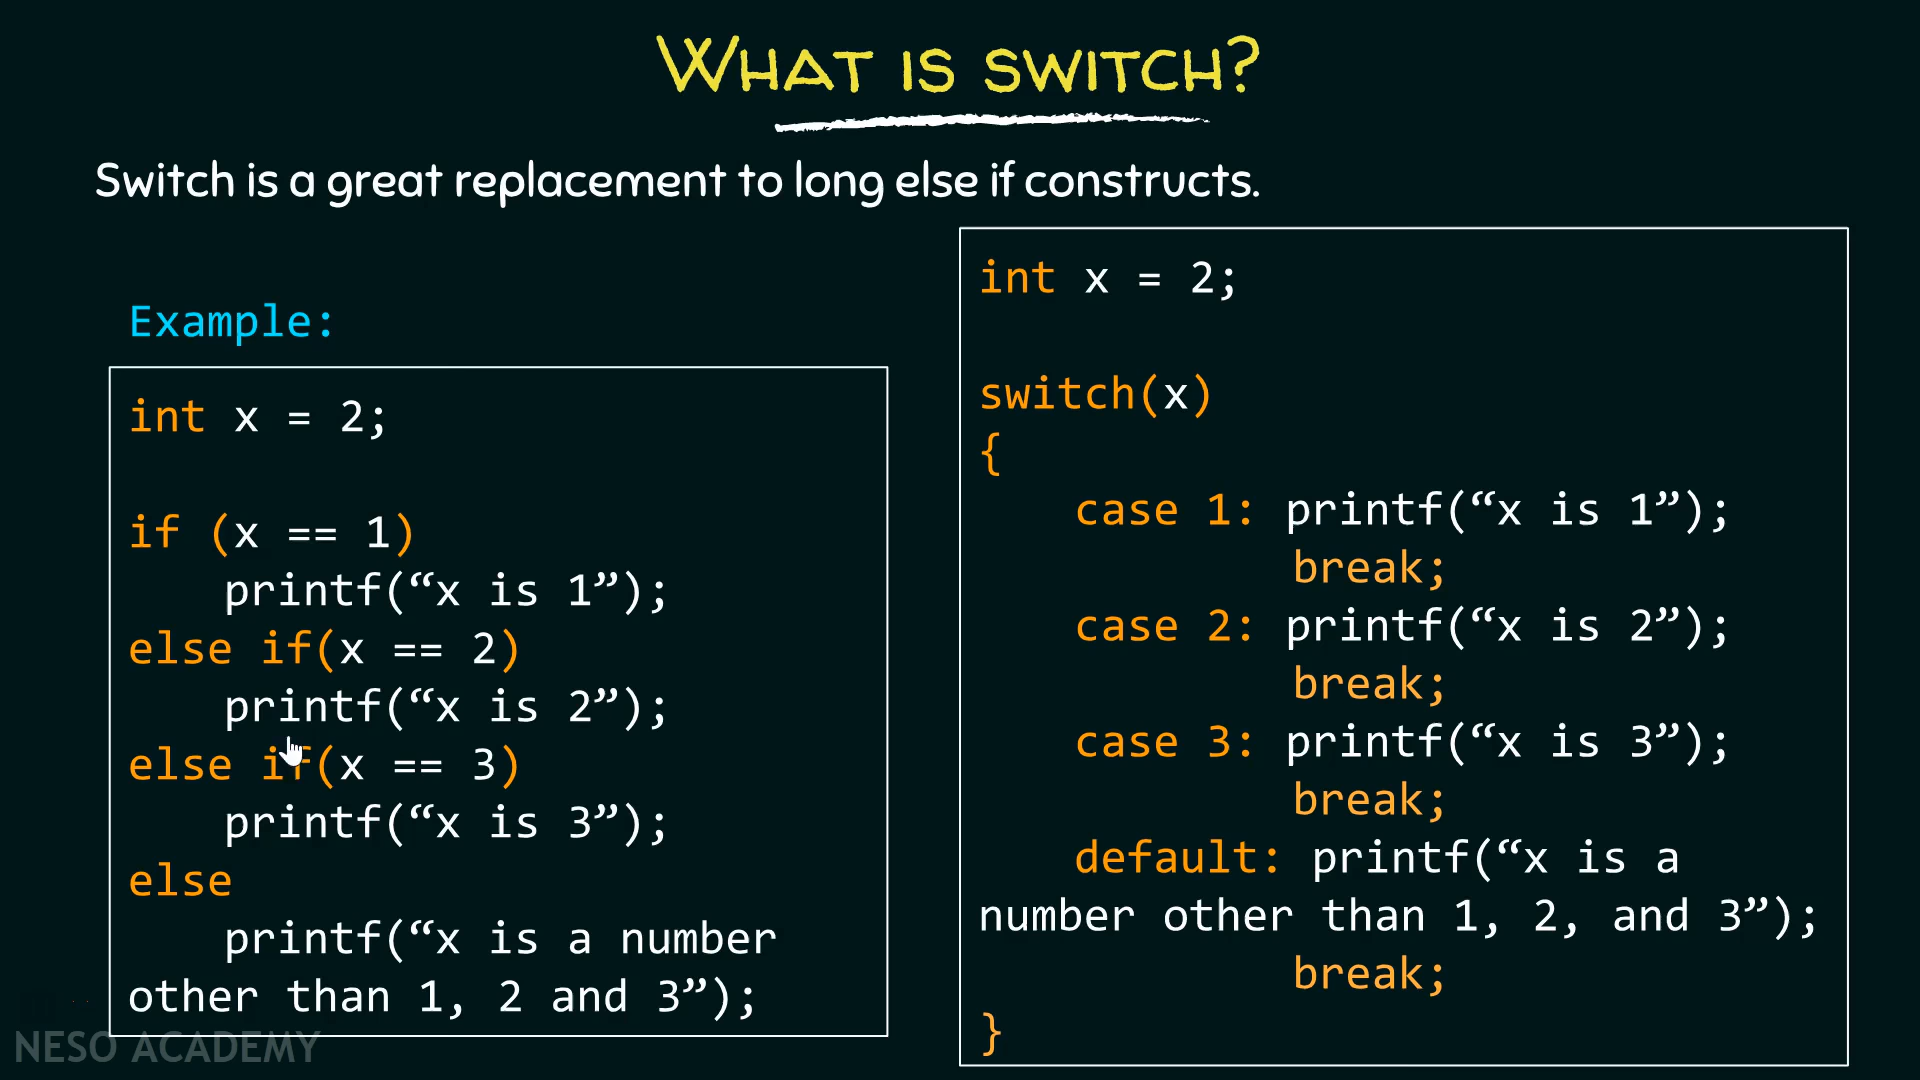 WHAT IS SWITCH?
Switch is a great replacement to long else if constructs.
Example:
int x = 2;
if (x == 1)
printf(“x is 1”);
else if(x == 2)
printf(“x is 2”);
else if(x == 3)
printf(“x is 3”);
else
printf(“x is a number
other than 1, 2 and 3”);
int x = 2;
switch(x)
{
case 1: printf(“x is 1”);
break;
case 2: printf(“x is 2”);
break;
case 3: printf(“x is 3”);
break;
default: printf(“x is a
number other than 1, 2, and 3”);
break;
}
NESO ACADEMY